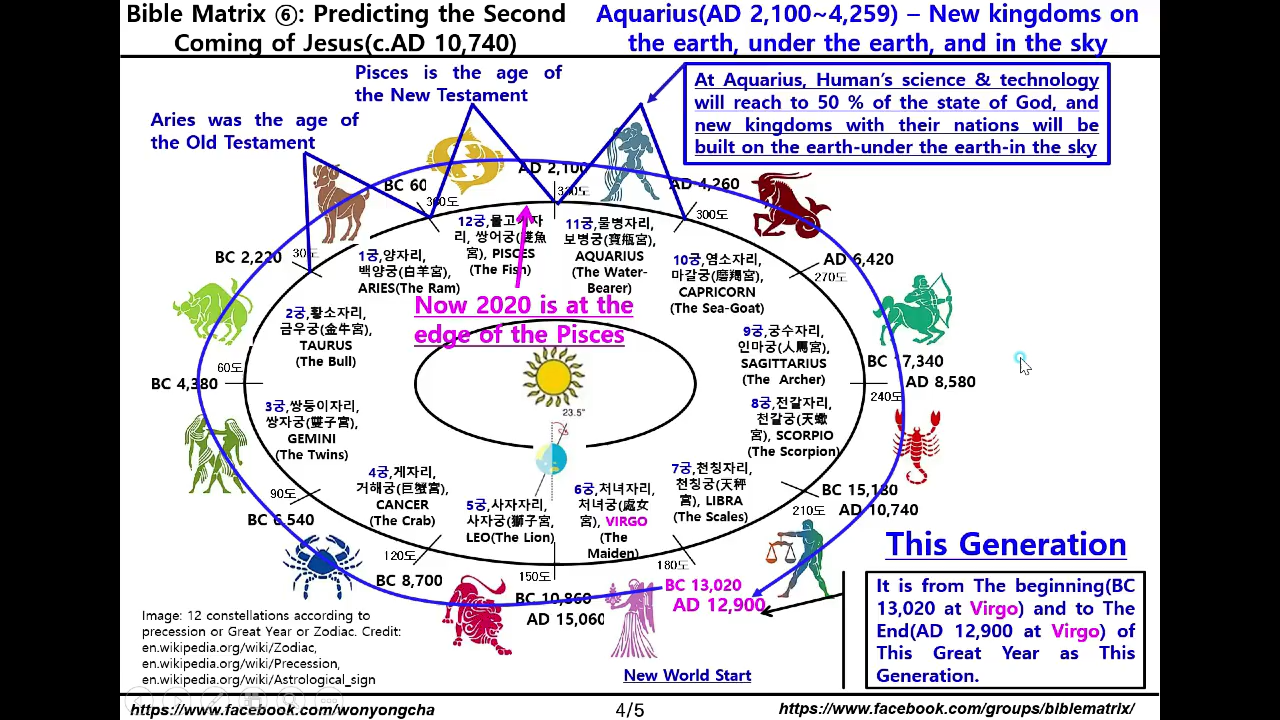 Bible Matrix ⑥: Predicting the Second
Coming of Jesus(c.AD 10,740)
Aquarius(AD 2,100~4,259) – New kingdoms on
the earth, under the earth, and in the sky
Pisces is the age of
the New Testament
Aries was the age of
the Old Testament
At Aquarius, Human's science & technology
will reach to 50 % of the state of God, and
new kingdoms with their nations will be
built on the earth-under the earth-in the sky
BC 60
360도
AD 2,100
330도
AD 4,260
300도
BC 2,220
30도
AD 6,420
270도
1궁,양자리,
백양궁(白羊宮),
ARIES(The Ram)
12궁,물고기자
리, 쌍어궁(雙魚
宮), PISCES
(The Fish)
11궁,물병자리,
보병궁(寶甁宮),
AQUARIUS
(The Water-
Bearer)
10궁,염소자리,
마갈궁(磨羯宮),
CAPRICORN
(The Sea-Goat)
Now 2020 is at the
edge of the Pisces
2궁,황소자리,
금우궁(金牛宮),
TAURUS
(The Bull)
9궁,궁수자리,
인마궁(人馬宮),
SAGITTARIUS
(The Archer)
60도
BC 4,380
BC 17,340
AD 8,580
240도
23.5°
3궁,쌍둥이자리,
쌍자궁(雙子宮),
GEMINI
(The Twins)
8궁,전갈자리,
천갈궁(天蠍
宮), SCORPIO
(The Scorpion)
4궁,게자리,
거해궁(巨蟹宮),
CANCER
(The Crab)
5궁,사자자리,
사자궁(獅子宮,
LEO(The Lion)
6궁,처녀자리,
처녀궁(處女
宮), VIRGO
(The
Maiden)
7궁,천칭자리,
천칭궁(天秤
宮), LIBRA
(The Scales)
90도
BC 6,540
BC 15,180
210도
AD 10,740
120도
BC 8,700
150도
BC 10,860
AD 15,060
180도
BC 13,020
AD 12,900
New World Start
This Generation
It is from The beginning(BC
13,020 at Virgo) and to The
End(AD 12,900 at Virgo) of
This Great Year as This
Generation.
Image: 12 constellations according to
precession or Great Year or Zodiac. Credit:
en.wikipedia.org/wiki/Zodiac,
en.wikipedia.org/wiki/Precession,
en.wikipedia.org/wiki/Astrological_sign
https://www.facebook.com/wonyongcha
4/5
https://www.facebook.com/groups/biblematrix/